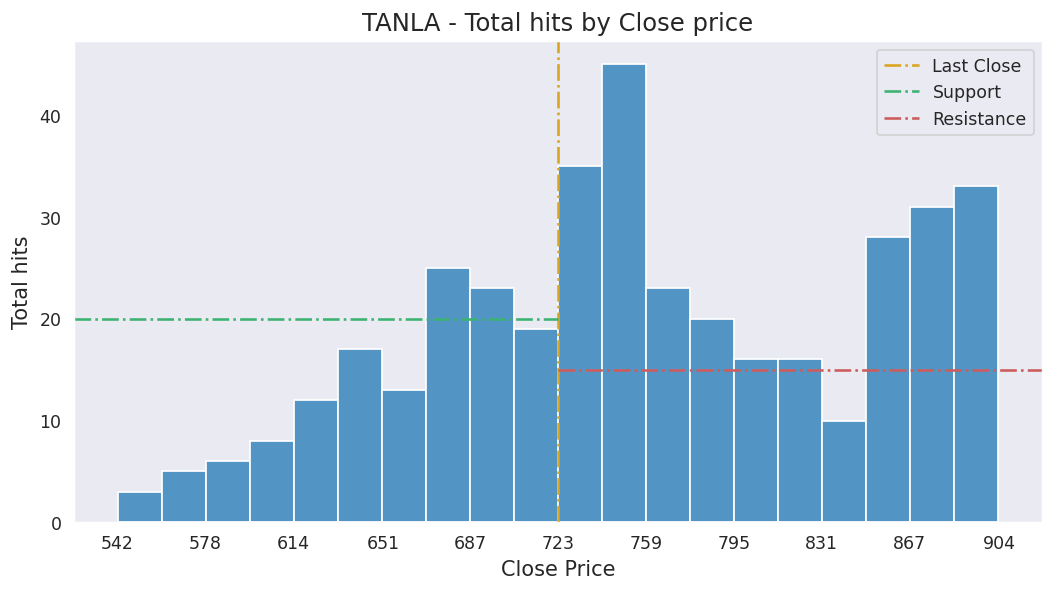 TANLA - Total hits by Close price
Last Close
Support
Resistance
Total hits
40
30
20
10
0
542 578 614 651 687 723 759 795 831 867 904
Close Price